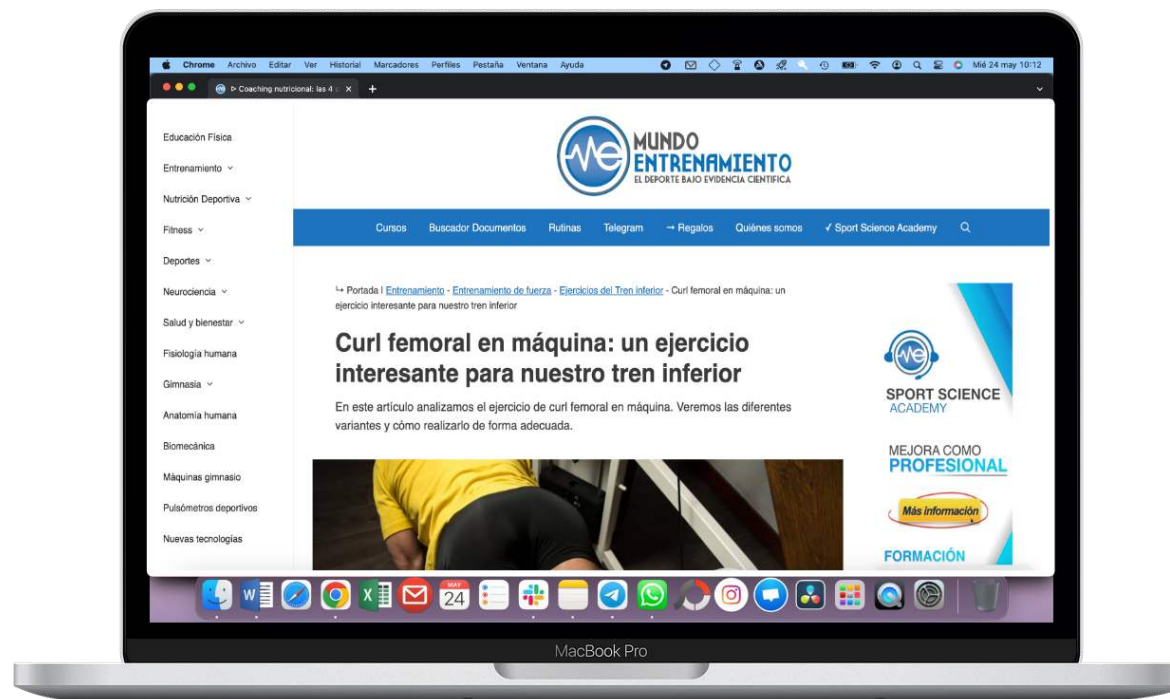 Chrome Archivo Editar Ver Historial Marcadores Perfiles Pestaña Ventana Ayuda
Mié 24 may 10:12
▷ Coaching nutricional: las 4
Educación Física
Entrenamiento
Nutrición Deportiva
Fitness
Deportes
Neurociencia
Salud y bienestar
Fisiología humana
Gimnasia
Anatomía humana
Biomecánica
Máquinas gimnasio
Pulsómetros deportivos
Nuevas tecnologías
me
MUNDO
ENTRENAMIENTO
EL DEPORTE BAJO EVIDENCIA CIENTIFICA
Cursos Buscador Documentos Rutinas Telegram → Regalos Quiénes somos ✓ Sport Science Academy
↪ Portada | Entrenamiento - Entrenamiento de fuerza - Ejercicios del Tren inferior - Curl femoral en máquina: un
ejercicio interesante para nuestro tren inferior
Curl femoral en máquina: un ejercicio
interesante para nuestro tren inferior
En este artículo analizamos el ejercicio de curl femoral en máquina. Veremos las diferentes
variantes y cómo realizarlo de forma adecuada.
me
SPORT SCIENCE
ACADEMY
MEJORA COMO
PROFESIONAL
Más información
FORMACIÓN
W
X
MAY
24
MacBook Pro